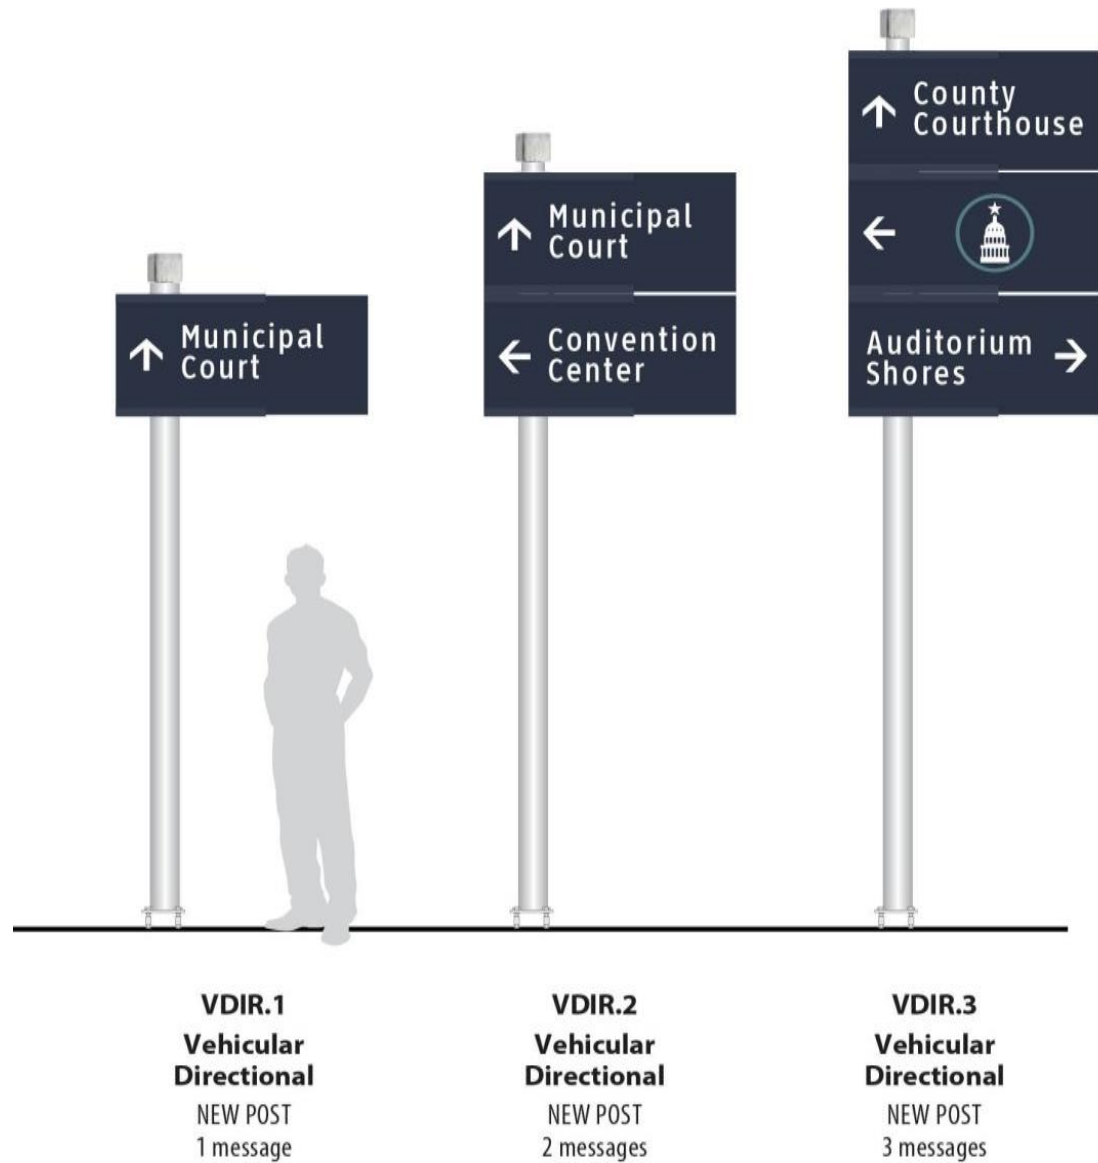 Municipal
Court
Municipal
Court
Convention
Center
County
Courthouse
Auditorium
Shores
VDIR.1
Vehicular
Directional
NEW POST
1 message
VDIR.2
Vehicular
Directional
NEW POST
2 messages
VDIR.3
Vehicular
Directional
NEW POST
3 messages